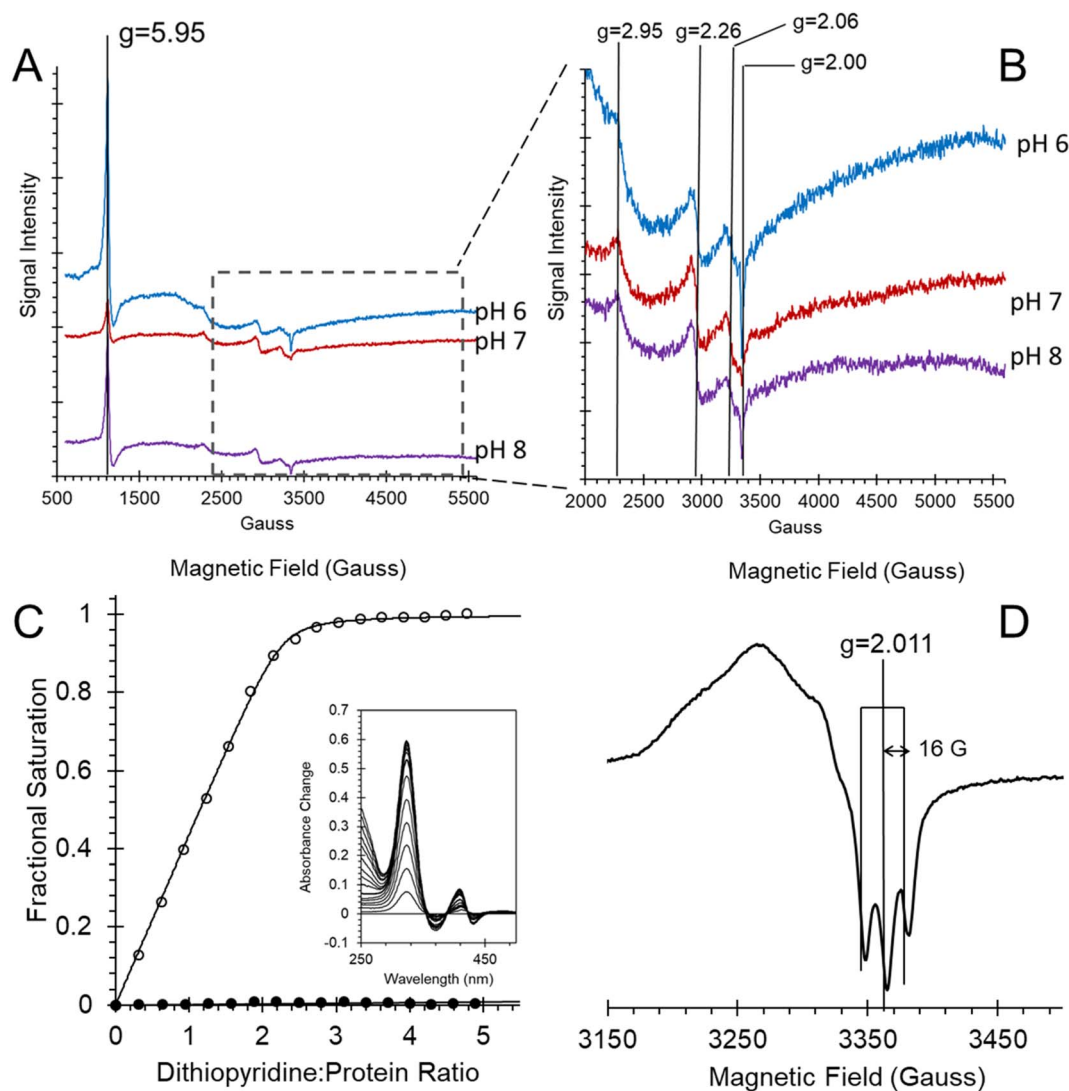 A
g=5.95
Signal Intensity
pH 6
pH 7
pH 8
500 1500 2500 3500 4500 5500
Gauss
Magnetic Field (Gauss)
B
g=2.95
g=2.26
g=2.06
g=2.00
Signal Intensity
pH 6
pH 7
pH 8
2000 2500 3000 3500 4000 4500 5000 5500
Gauss
Magnetic Field (Gauss)
C
Fractional Saturation
1
0.8
0.6
0.4
0.2
0
0 1 2 3 4 5
Dithiopyridine:Protein Ratio
Absorbance Change
0.7
0.6
0.5
0.4
0.3
0.2
0.1
0
-0.1
250 450
Wavelength (nm)
D
g=2.011
16 G
3150 3250 3350 3450
Magnetic Field (Gauss)